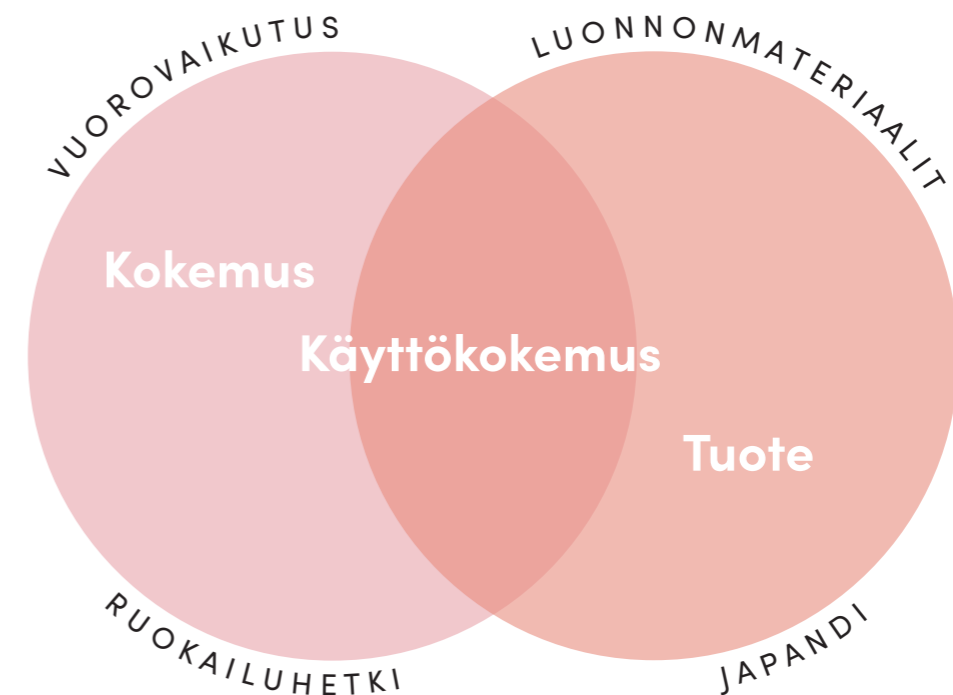 VUOROVAIKUTUS
LUONNONMATERIAALIT
Kokemus
Käyttökokemus
Tuote
RUOKAILUHETKI
JAPANDI